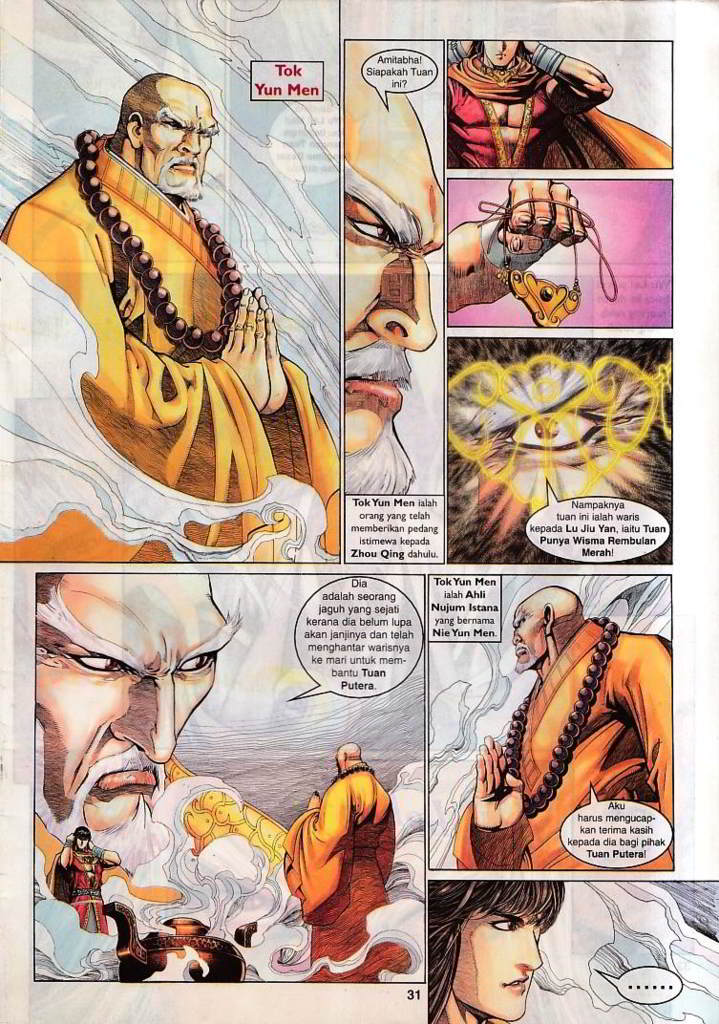 Tok
Yun Men
Amitabha!
Siapakah Tuan
ini?
Tok Yun Men ialah
orang yang telah
memberikan pedang
istimewa kepada
Zhou Qing dahulu.
Nampaknya
tuan ini ialah waris
kepada Lu Jiu Yan, iaitu Tuan
Punya Wisma Rembulan
Merah!
Dia
adalah seorang
jaguh yang sejati
kerana dia belum lupa
akan janjinya dan telah
menghantar warisnya
ke mari untuk mem-
bantu Tuan
Putera.
Tok Yun Men
ialah Ahli
Nujum Istana
yang bernama
Nie Yun Men.
Aku
harus mengucap-
kan terima kasih
kepada dia bagi pihak
Tuan Putera!
......
31